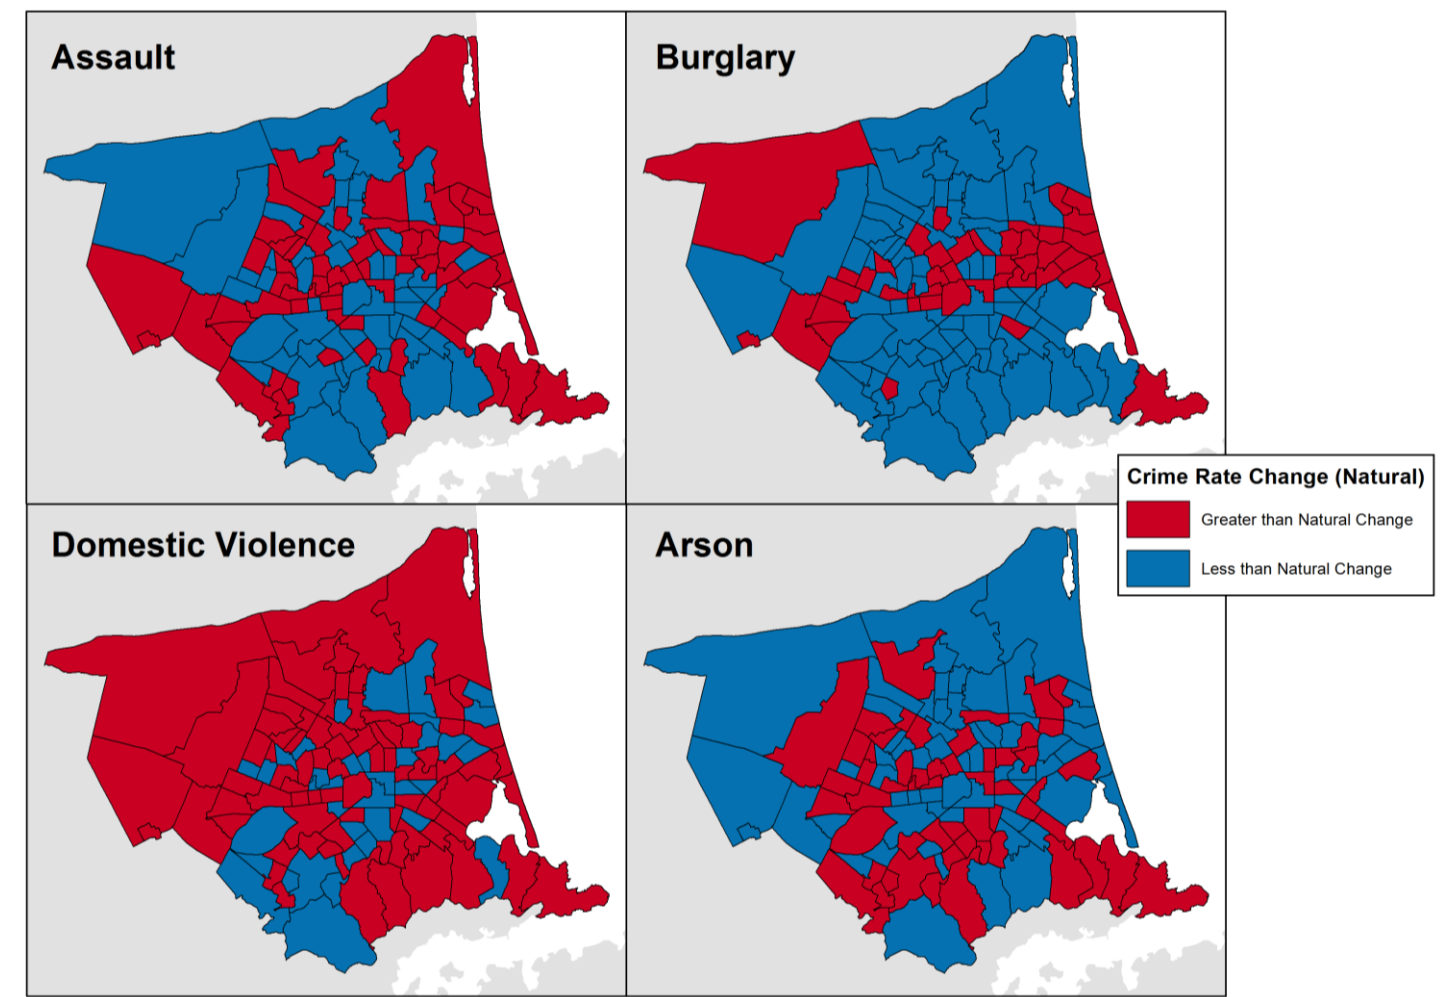 Assault
Burglary
Crime Rate Change (Natural)
Greater than Natural Change
Less than Natural Change
Domestic Violence
Arson